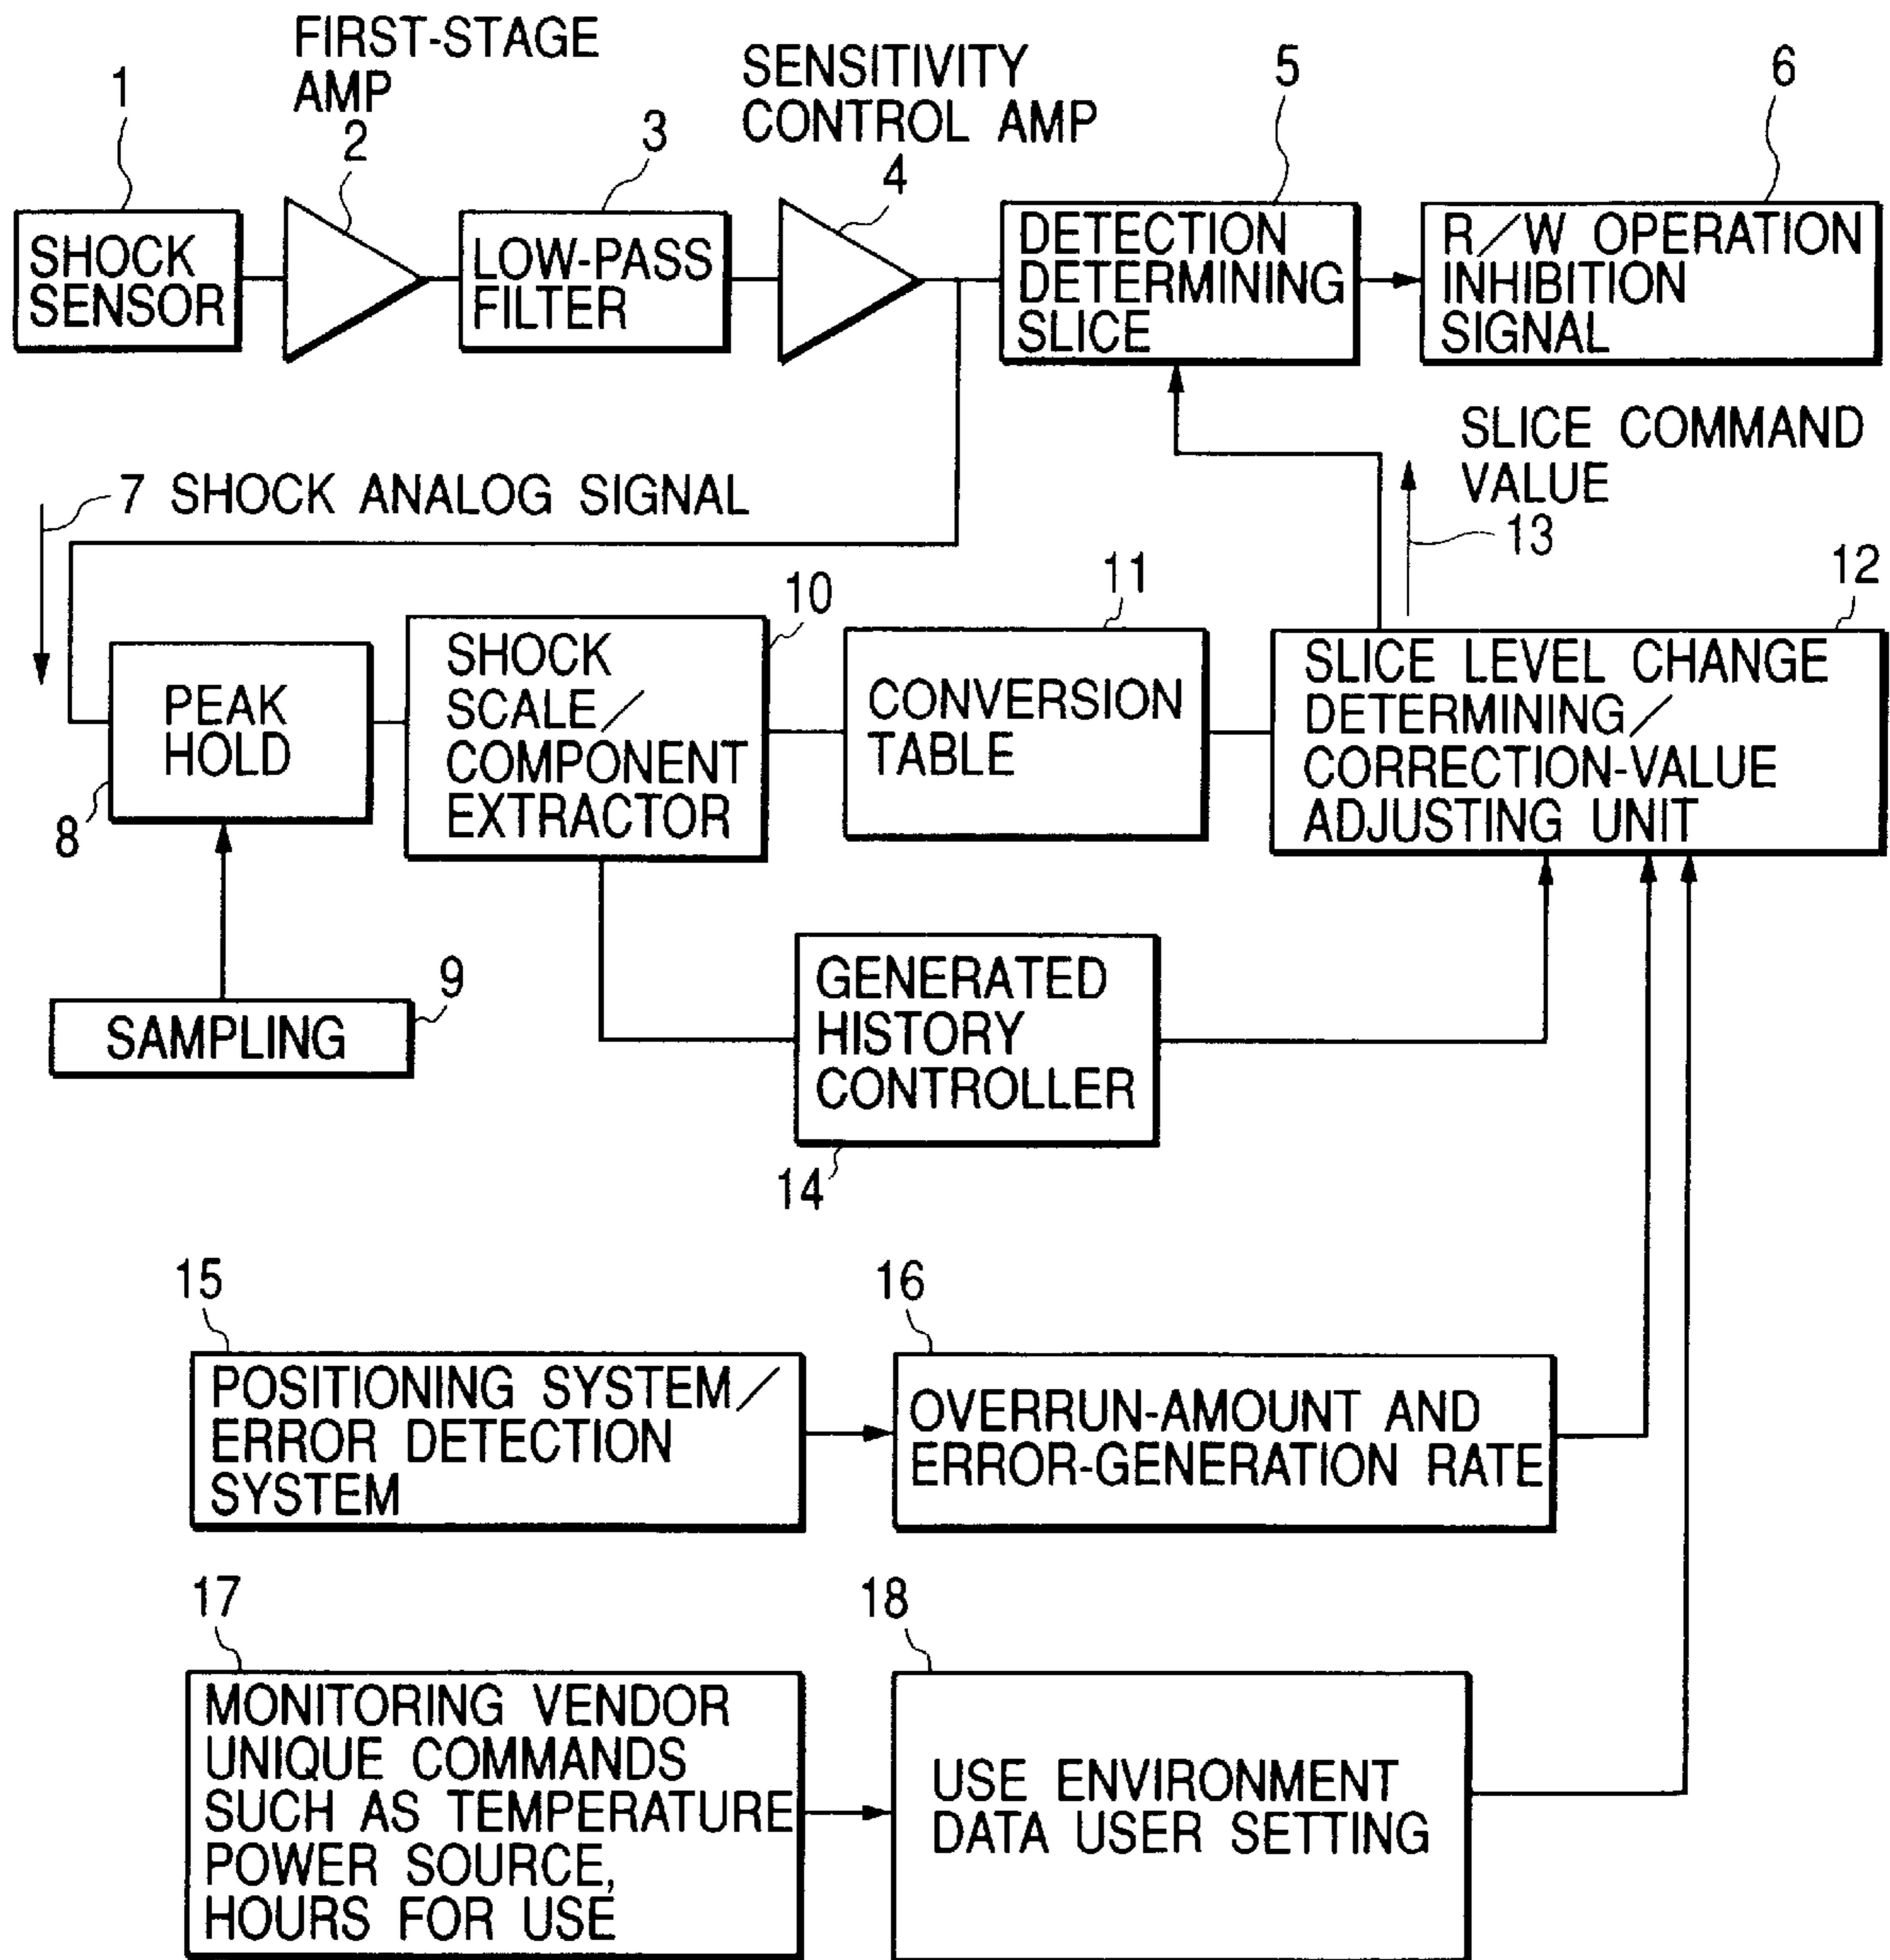 FIRST-STAGE
AMP
1
2
3
SENSITIVITY
CONTROL AMP
4
5
6
SHOCK
SENSOR
LOW-PASS
FILTER
DETECTION
DETERMINING
SLICE
R/W OPERATION
INHIBITION
SIGNAL
SLICE COMMAND
VALUE
13
7 SHOCK ANALOG SIGNAL
10
11
12
PEAK
HOLD
8
SHOCK
SCALE/
COMPONENT
EXTRACTOR
CONVERSION
TABLE
SLICE LEVEL CHANGE
DETERMINING/
CORRECTION-VALUE
ADJUSTING UNIT
9
SAMPLING
GENERATED
HISTORY
CONTROLLER
14
15
16
POSITIONING SYSTEM/
ERROR DETECTION
SYSTEM
OVERRUN-AMOUNT AND
ERROR-GENERATION RATE
17
18
MONITORING VENDOR
UNIQUE COMMANDS
SUCH AS TEMPERATURE
POWER SOURCE,
HOURS FOR USE
USE ENVIRONMENT
DATA USER SETTING